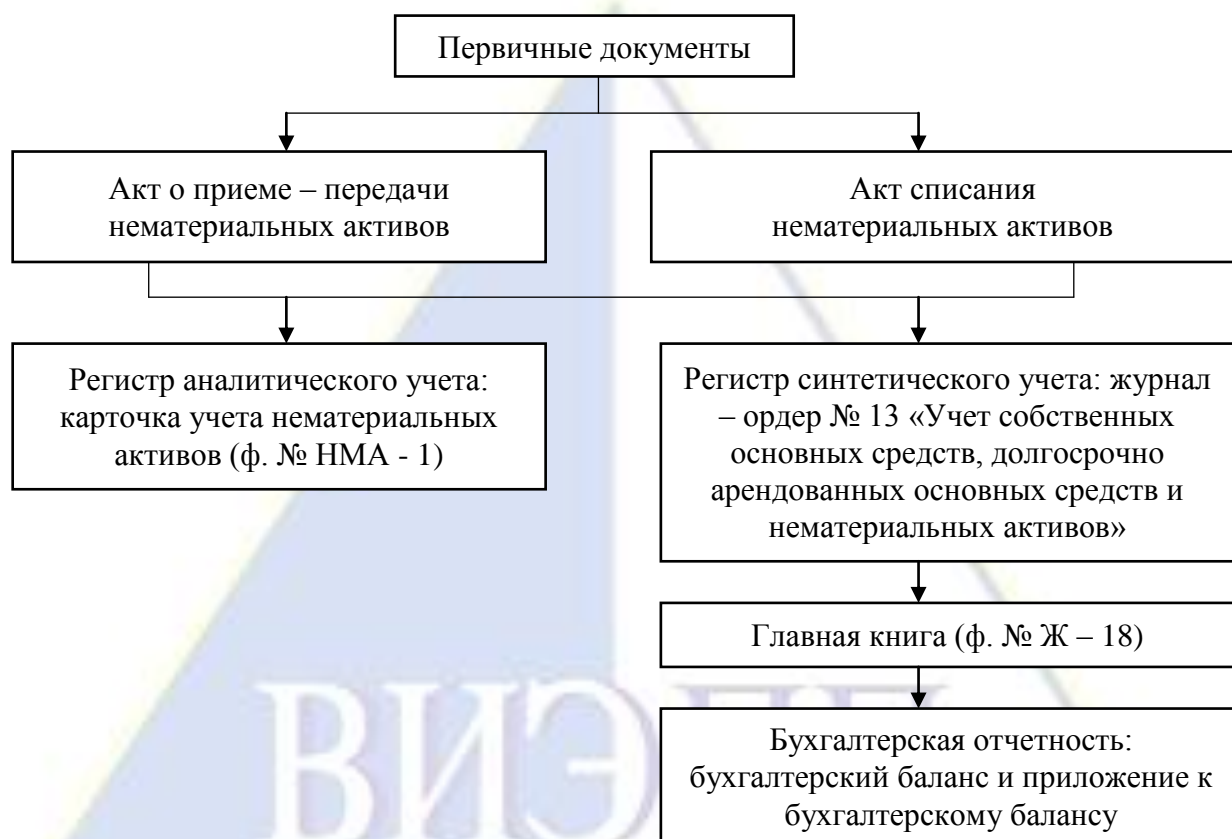 Первичные документы
Акт о приеме – передачи
нематериальных активов
Акт списания
нематериальных активов
Регистр аналитического учета:
карточка учета нематериальных
активов (ф. № НМА - 1)
Регистр синтетического учета: журнал
– ордер № 13 «Учет собственных
основных средств, долгосрочно
арендованных основных средств и
нематериальных активов»
Главная книга (ф. № Ж – 18)
Бухгалтерская отчетность:
бухгалтерский баланс и приложение к
бухгалтерскому балансу